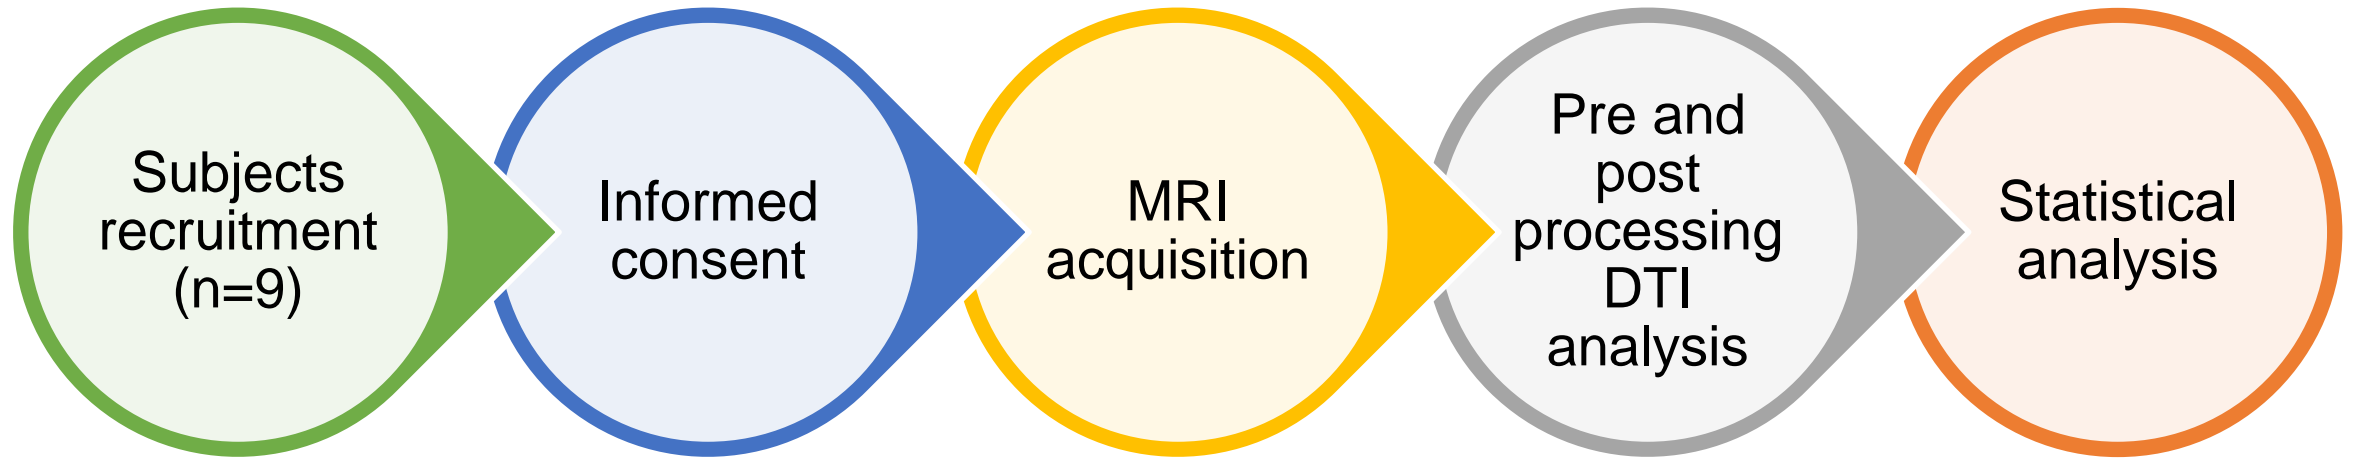 Subjects
recruitment
(n=9)
Informed
consent
MRI
acquisition
Pre and
post
processing
DTI
analysis
Statistical
analysis